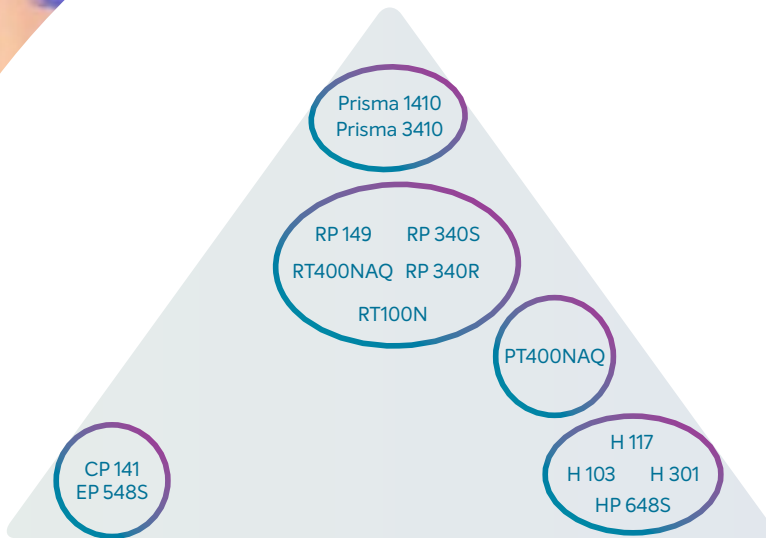 Prisma 1410
Prisma 3410
RP 149 RP 340S
RT400NAQ RP 340R
RT100N
PT400NAQ
H 117
H 103 H 301
HP 648S
CP 141
EP 548S